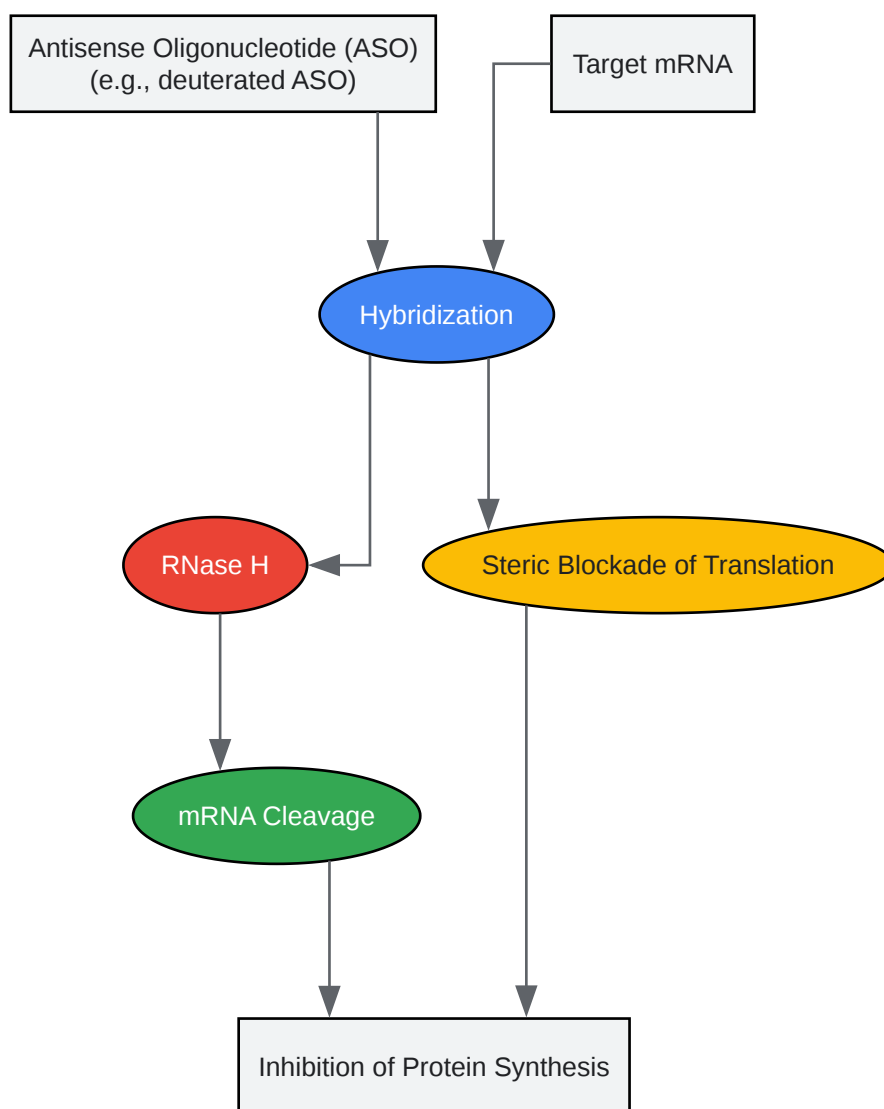 Antisense Oligonucleotide (ASO)
(e.g., deuterated ASO)
Target mRNA
Hybridization
RNase H
Steric Blockade of Translation
mRNA Cleavage
Inhibition of Protein Synthesis